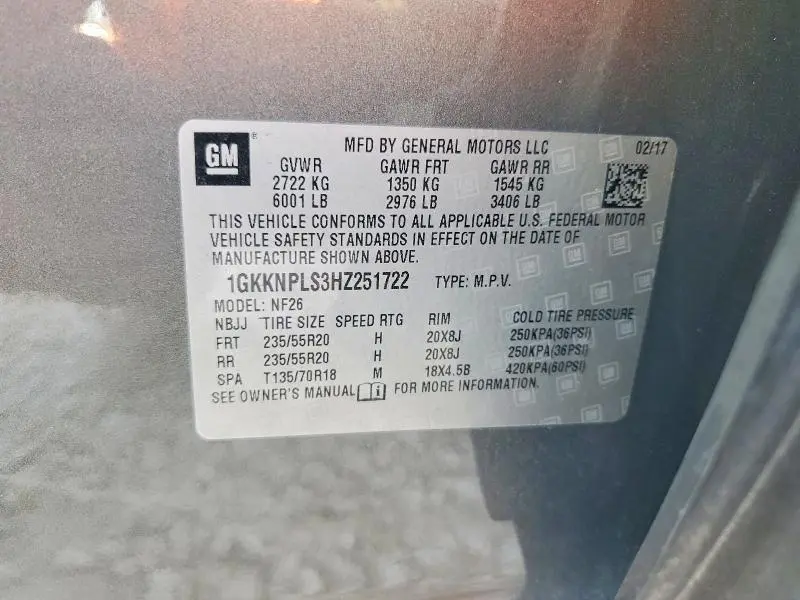 GM ® MFD BY GENERAL MOTORS LLC 02/17
GVWR GAWR FRT GAWR RR
2722 KG 1350 KG 1545 KG
6001 LB 2976 LB 3406 LB
THIS VEHICLE CONFORMS TO ALL APPLICABLE U.S. FEDERAL MOTOR
VEHICLE SAFETY STANDARDS IN EFFECT ON THE DATE OF
MANUFACTURE SHOWN ABOVE.
1GKKNPLS3HZ251722 TYPE: M.P.V.
MODEL: NF26
NBJJ TIRE SIZE SPEED RTG RIM COLD TIRE PRESSURE
FRT 235/55R20 H 20X8J 250KPA(36PSI)
RR 235/55R20 H 20X8J 250KPA(36PSI)
SPA T135/70R18 M 18X4.5B 420KPA(60PSI)
SEE OWNER'S MANUAL FOR MORE INFORMATION.